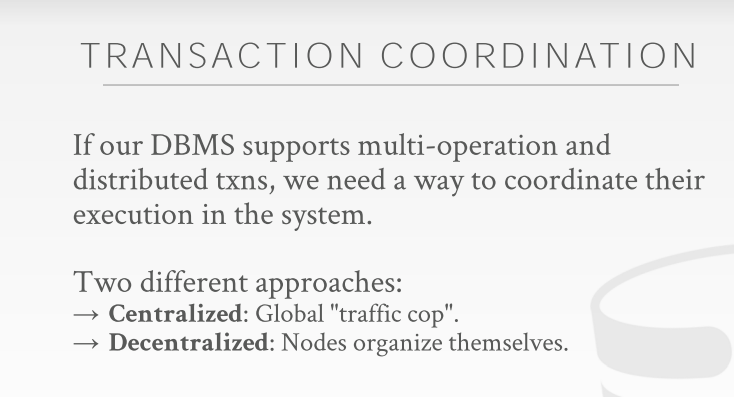 TRANSACTION COORDINATION
If our DBMS supports multi-operation and
distributed txns, we need a way to coordinate their
execution in the system.
Two different approaches:
→ Centralized: Global "traffic cop".
→ Decentralized: Nodes organize themselves.